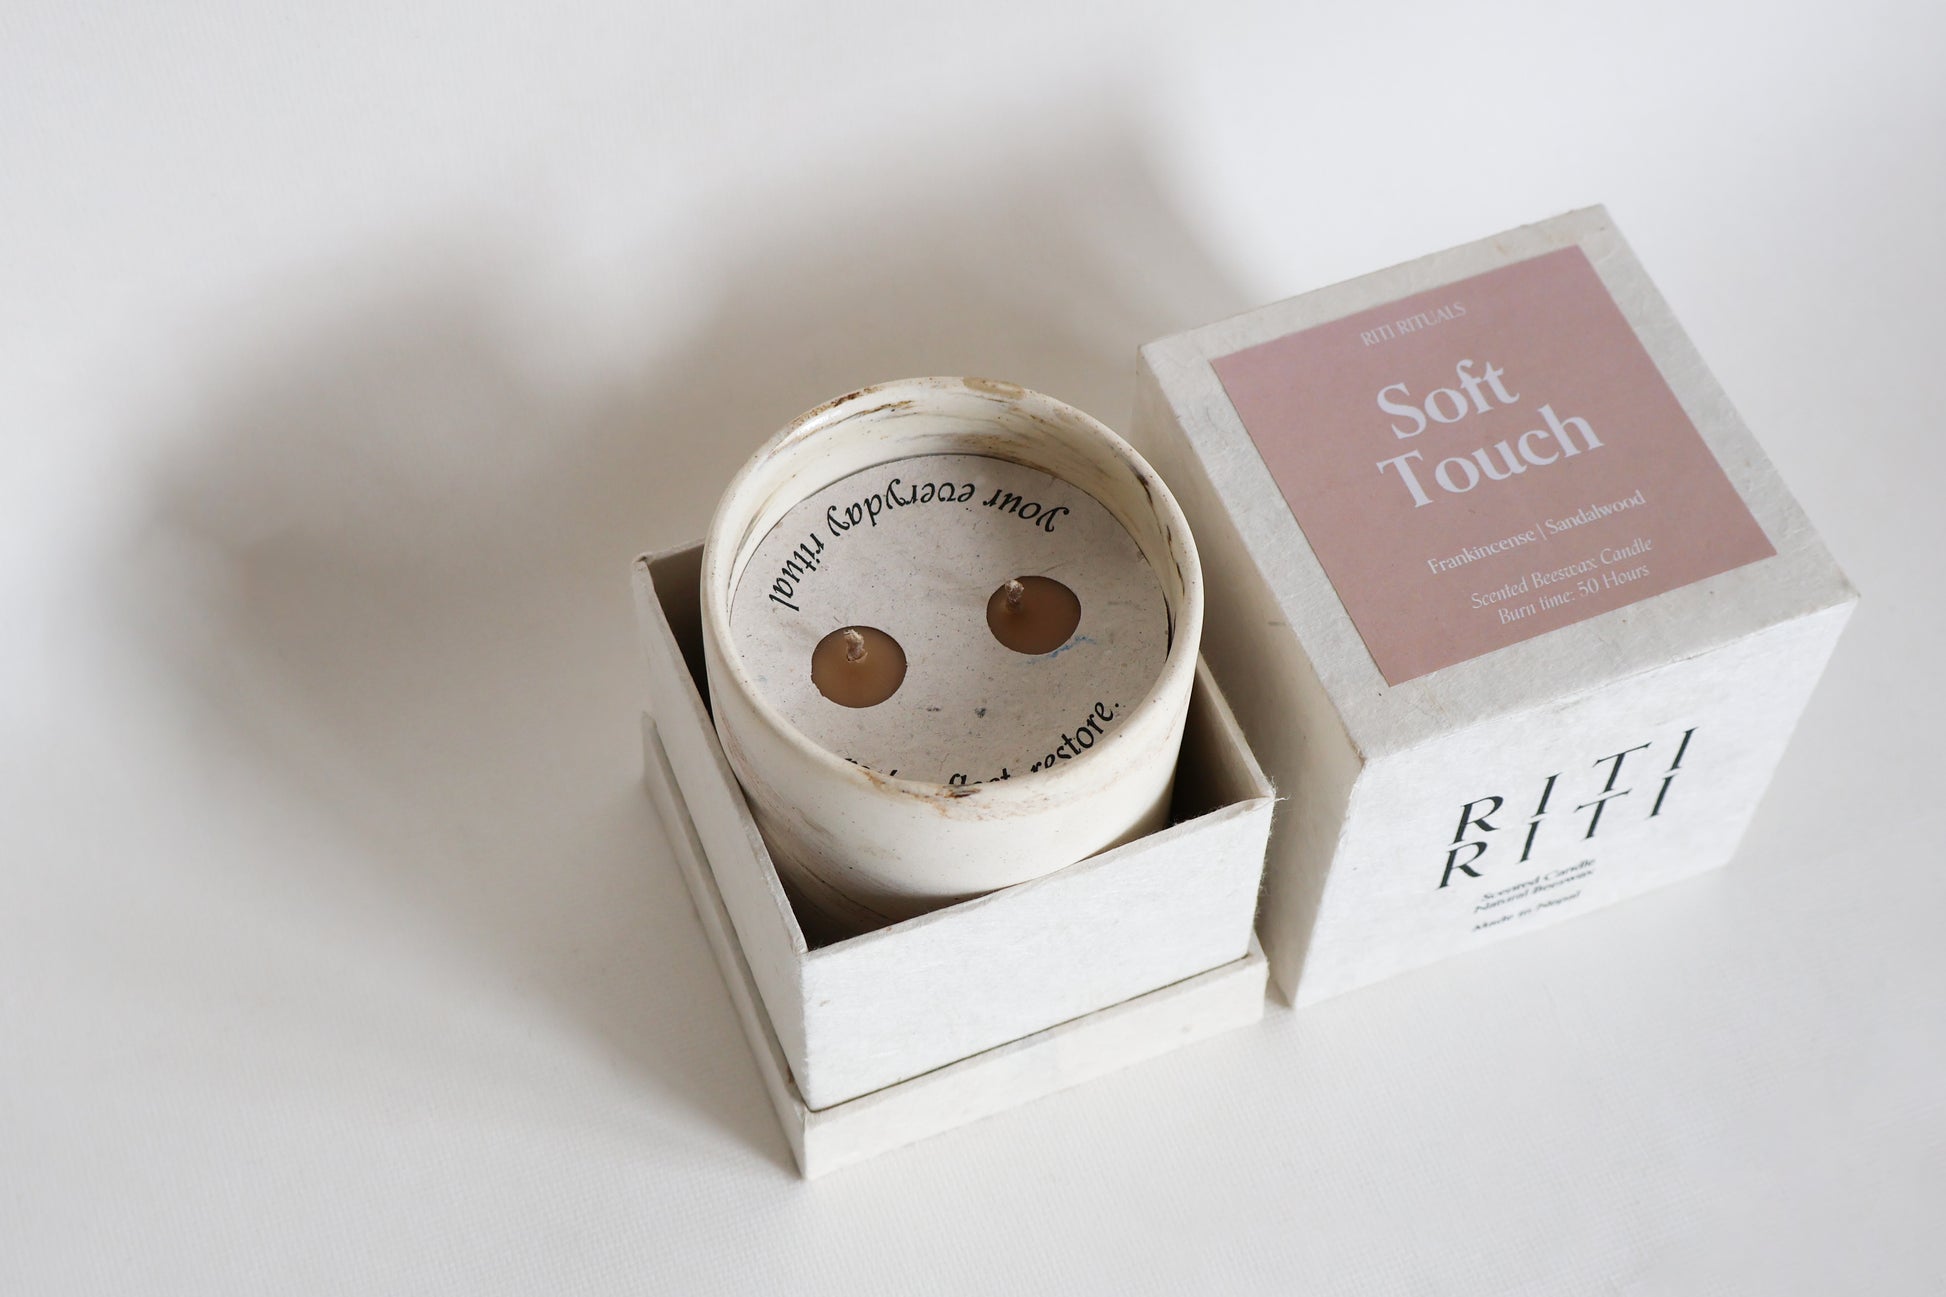 your everyday ritual
restore.
RITI RITUALS
Soft
Touch
Frankincense | Sandalwood
Scented Beeswax Candle
Burn time: 50 Hours
RITI
RITI
Scented Candle
Natural Beeswax
Made in Nepal